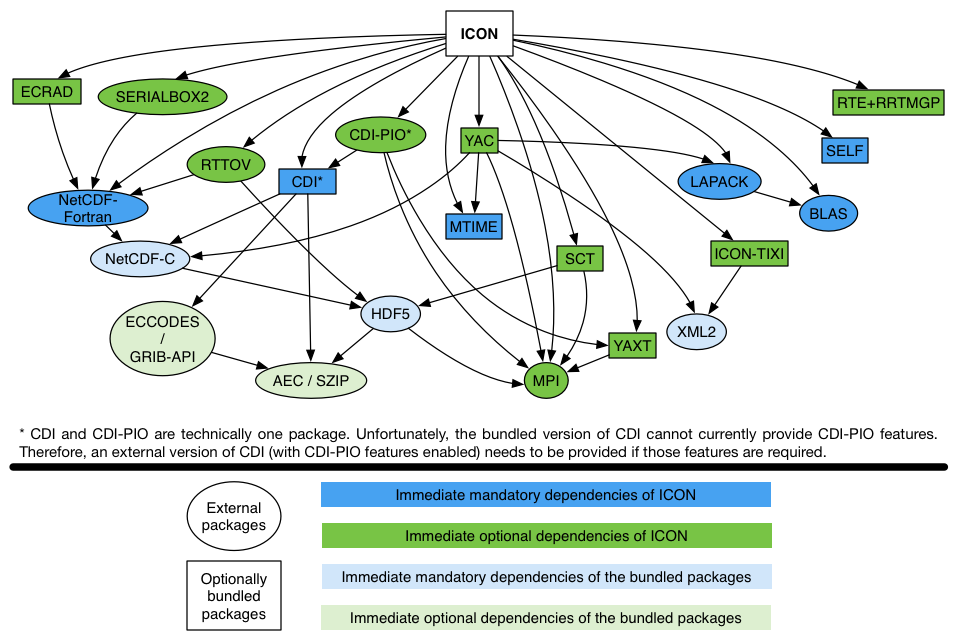 ICON
ECRAD
SERIALBOX2
RTE+RRTMGP
CDI-PIO*
YAC
SELF
RTTOV
CDI*
LAPACK
NetCDF-
Fortran
BLAS
MTIME
NetCDF-C
SCT
ICON-TIXI
HDF5
ECCODES
/
GRIB-API
XML2
YAXT
AEC / SZIP
MPI
* CDI and CDI-PIO are technically one package. Unfortunately, the bundled version of CDI cannot currently provide CDI-PIO features.
Therefore, an external version of CDI (with CDI-PIO features enabled) needs to be provided if those features are required.
External
packages
Immediate mandatory dependencies of ICON
Immediate optional dependencies of ICON
Optionally
bundled
packages
Immediate mandatory dependencies of the bundled packages
Immediate optional dependencies of the bundled packages